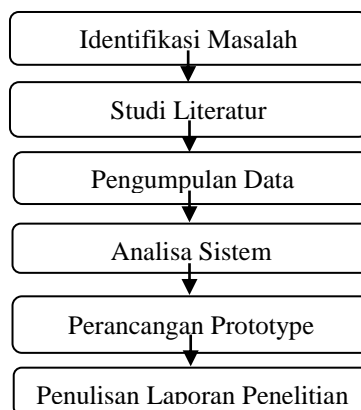 Identifikasi Masalah
Studi Literatur
Pengumpulan Data
Analisa Sistem
Perancangan Prototype
Penulisan Laporan Penelitian